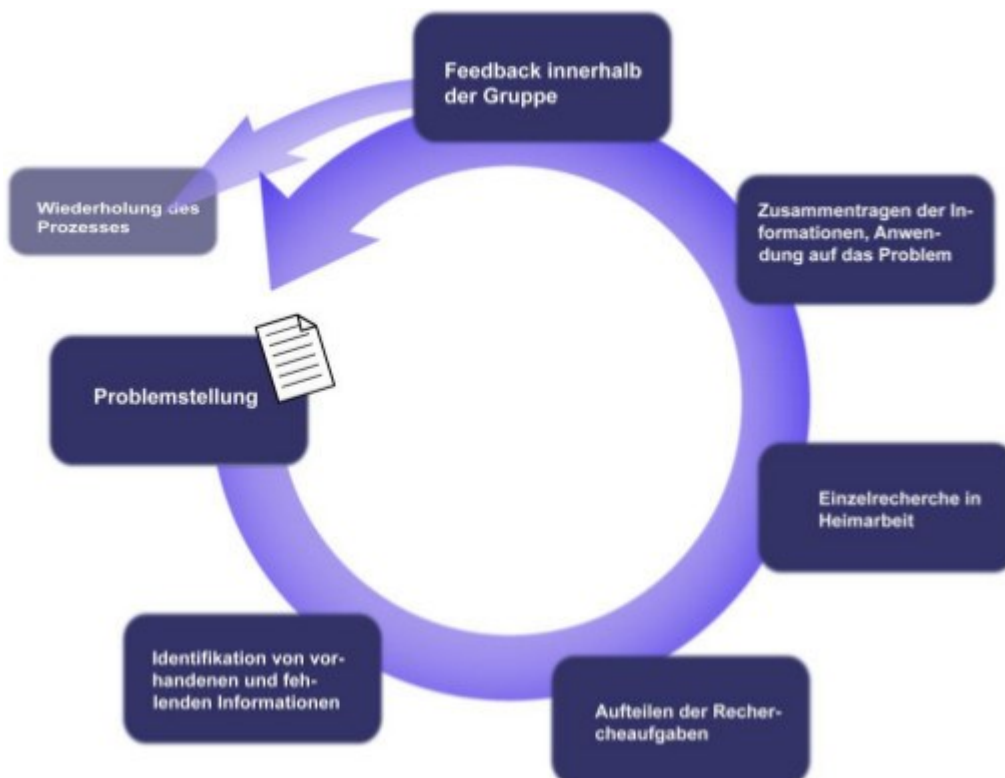 Feedback innerhalb
der Gruppe
Wiederholung des
Prozesses
Zusammentragen der In-
formationen, Anwen-
dung auf das Problem
Problemstellung
Einzelrecherche in
Heimarbeit
Identifikation von vor-
handenen und feh-
lenden Informationen
Aufteilen der Recher-
cheaufgaben